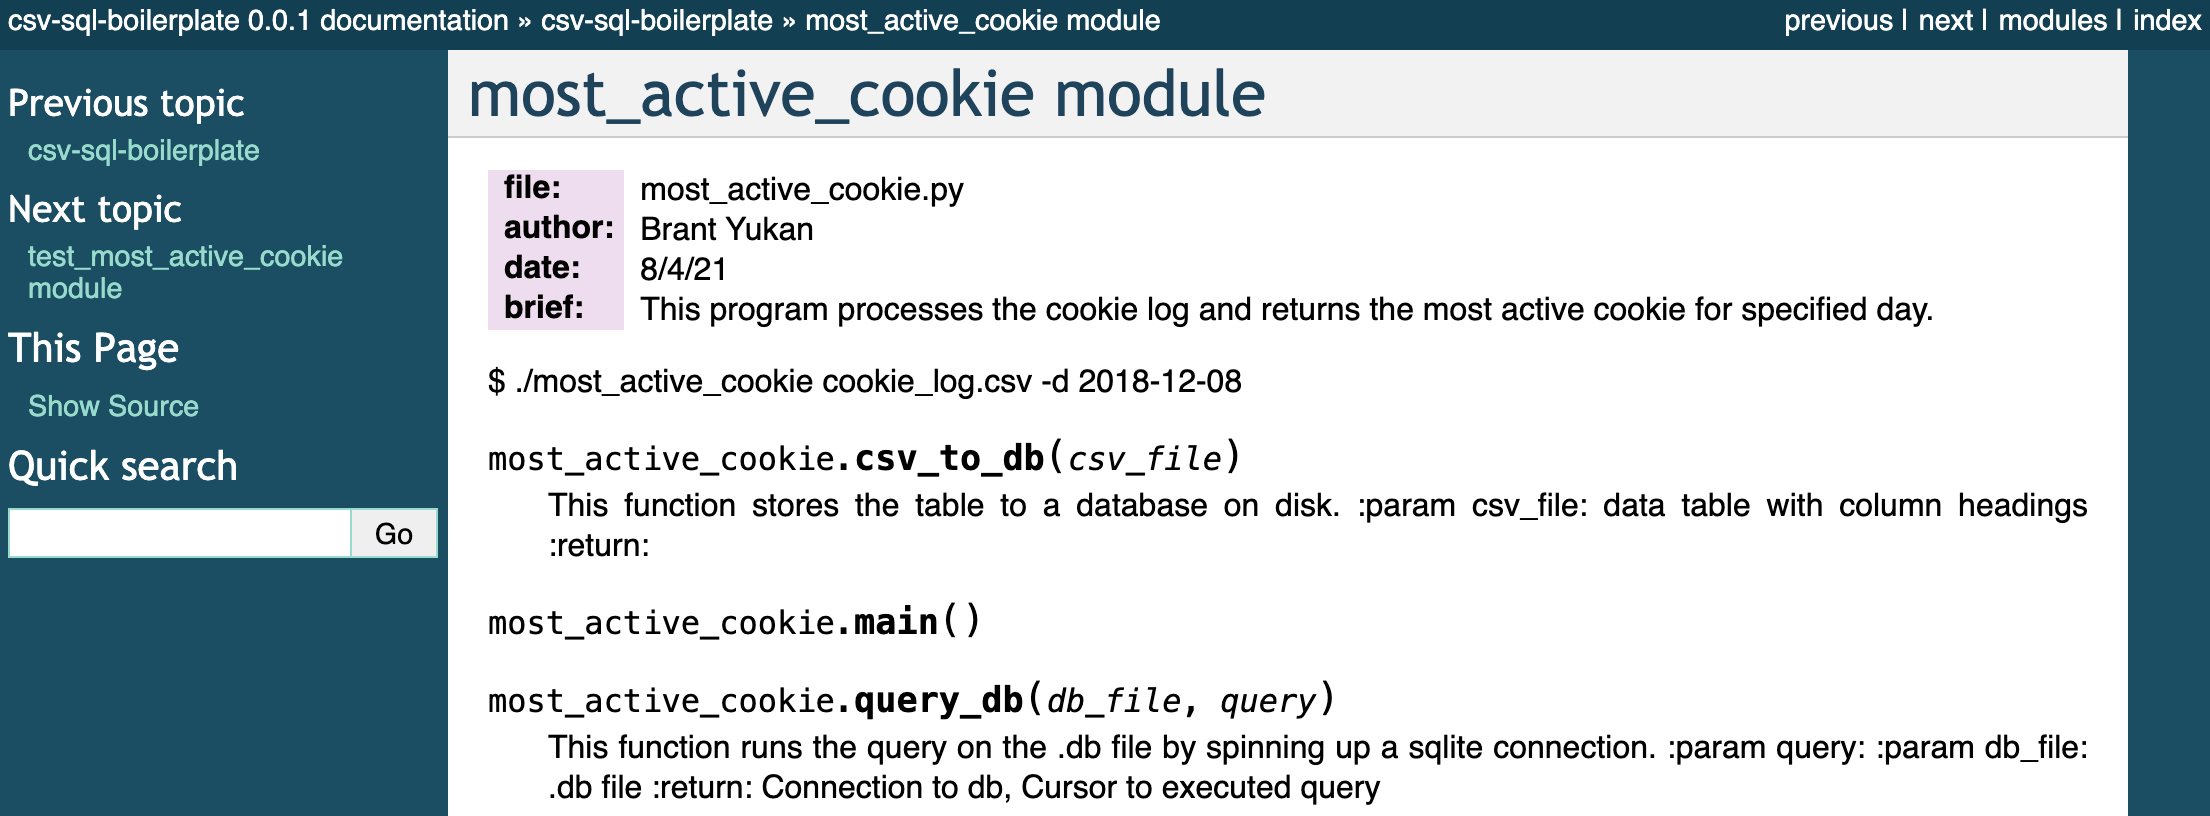 csv-sql-boilerplate 0.0.1 documentation » csv-sql-boilerplate » most_active_cookie module
previous | next | modules | index
Previous topic
csv-sql-boilerplate
Next topic
test_most_active_cookie
module
This Page
Show Source
Quick search
Go
most_active_cookie module
file: most_active_cookie.py
author: Brant Yukan
date: 8/4/21
brief: This program processes the cookie log and returns the most active cookie for specified day.
$ ./most_active_cookie cookie_log.csv -d 2018-12-08
most_active_cookie.csv_to_db(csv_file)
This function stores the table to a database on disk. :param csv_file: data table with column headings
:return:
most_active_cookie.main()
most_active_cookie.query_db(db_file, query)
This function runs the query on the .db file by spinning up a sqlite connection. :param query: :param db_file:
.db file :return: Connection to db, Cursor to executed query